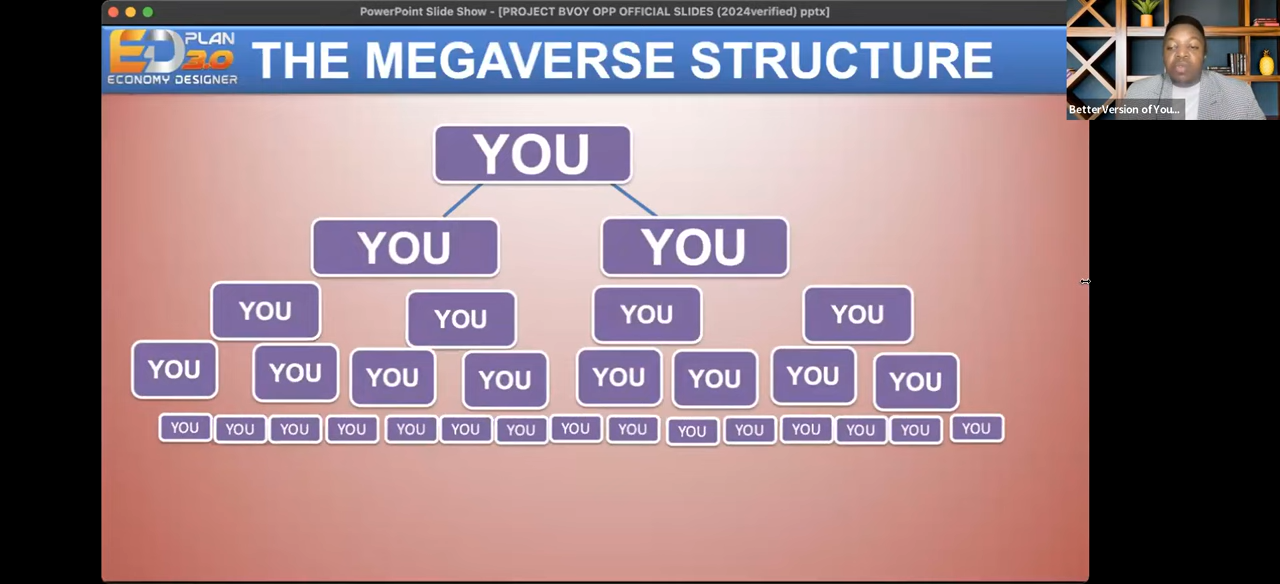 PowerPoint Slide Show - [PROJECT BVOY OPP OFFICIAL SLIDES (2024verified) pptx]
ED PLAN 3.0
ECONOMY DESIGNER
THE MEGAVERSE STRUCTURE
BetterVersion of You...
YOU
YOU YOU
YOU YOU YOU YOU
YOU YOU YOU YOU YOU YOU YOU YOU
YOU YOU YOU YOU YOU YOU YOU YOU YOU YOU YOU YOU YOU YOU YOU